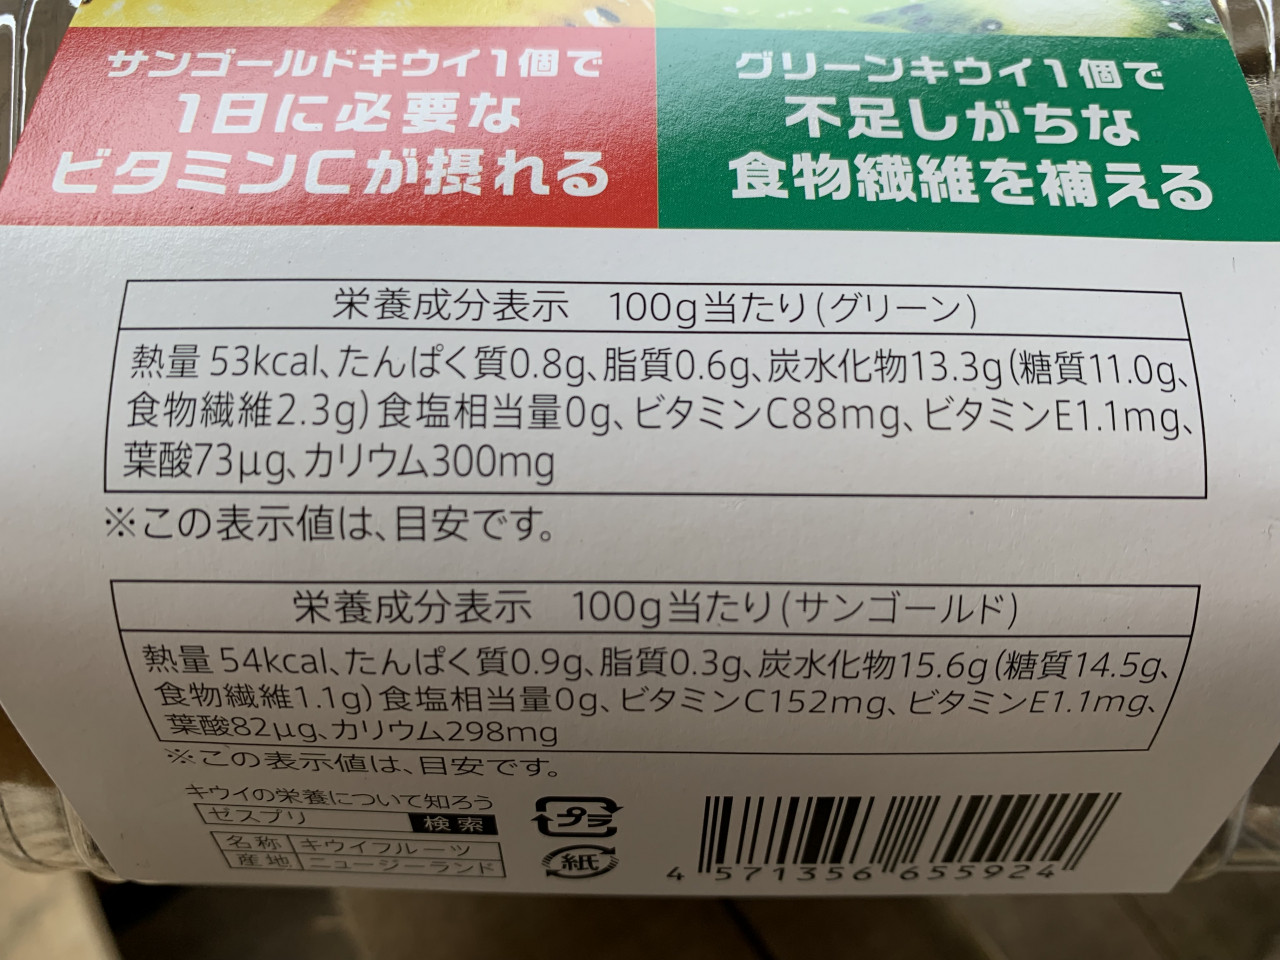 サンゴールドキウイ1個で
1日に必要な
ビタミンCが摂れる
グリーンキウイ1個で
不足しがちな
食物繊維を補える
栄養成分表示 100g当たり(グリーン)
熱量 53kcal、たんぱく質0.8g、脂質0.6g、炭水化物13.3g(糖質11.0g、
食物繊維2.3g)食塩相当量0g、ビタミンC88mg、ビタミンE1.1mg、
葉酸73μg、カリウム300mg
※この表示値は、目安です。
栄養成分表示 100g当たり(サンゴールド)
熱量 54kcal、たんぱく質0.9g、脂質0.3g、炭水化物15.6g(糖質14.5g、
食物繊維1.1g)食塩相当量0g、ビタミンC152mg、ビタミンE1.1mg、
葉酸82μg、カリウム298mg
※この表示値は、目安です。
キウイの栄養について知ろう
ゼスプリ 検索
名称 キウイフルーツ
産地 ニュージーランド
プラ
紙
4 571356 655924